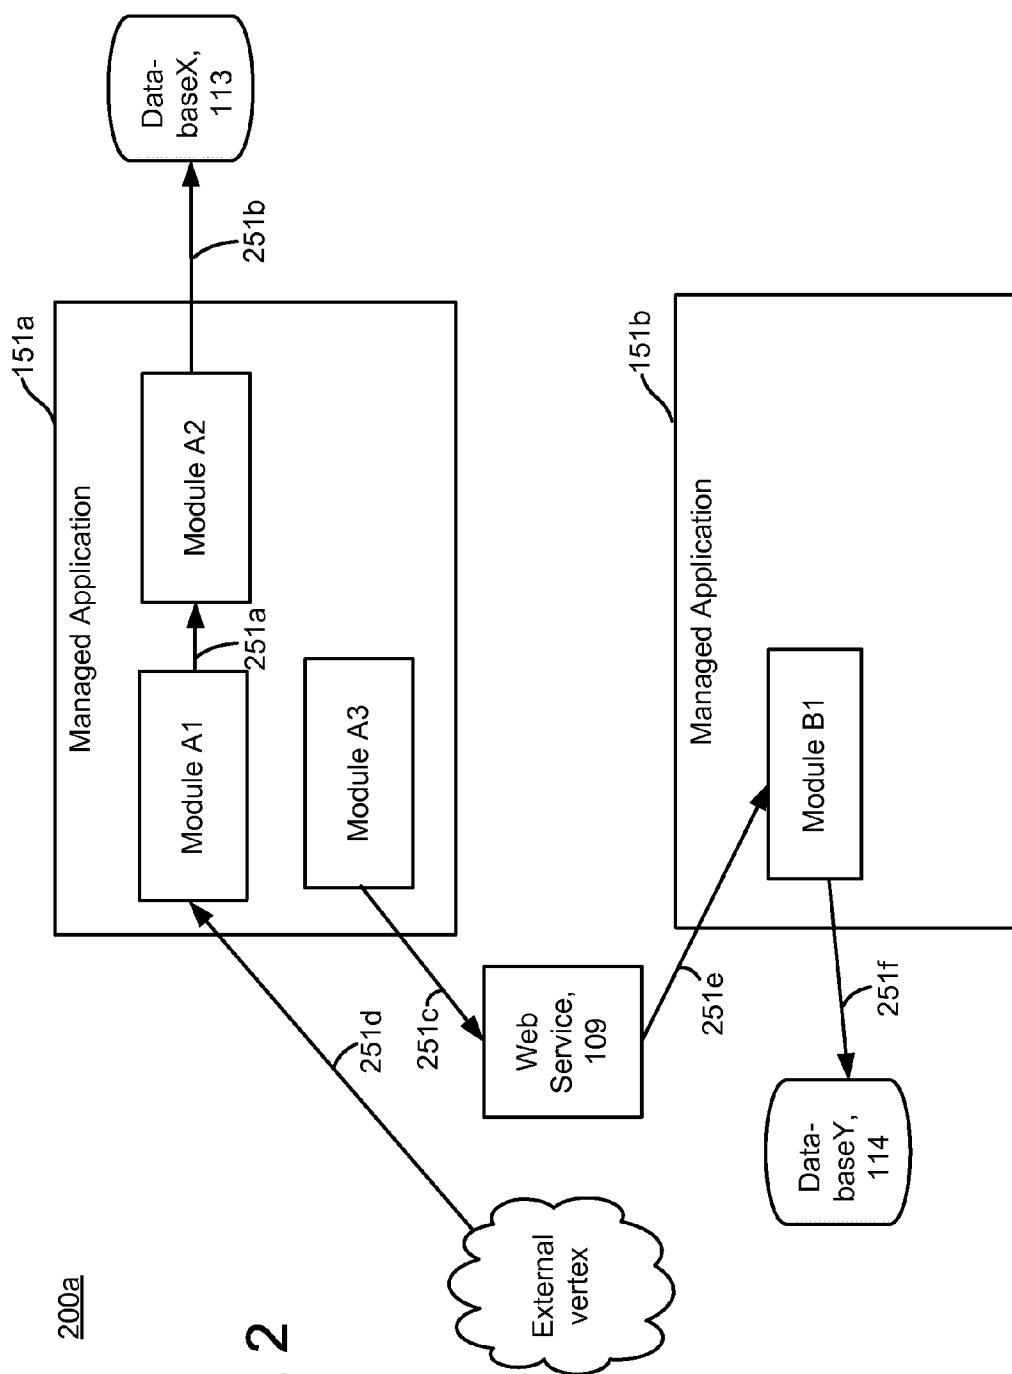 200a
2
External
vertex
251d
Managed Application
151a
Module A1
251a
Module A2
251b
Data-
baseX,
113
Module A3
251c
Web
Service,
109
251e
Managed Application
151b
Module B1
251f
Data-
baseY,
114